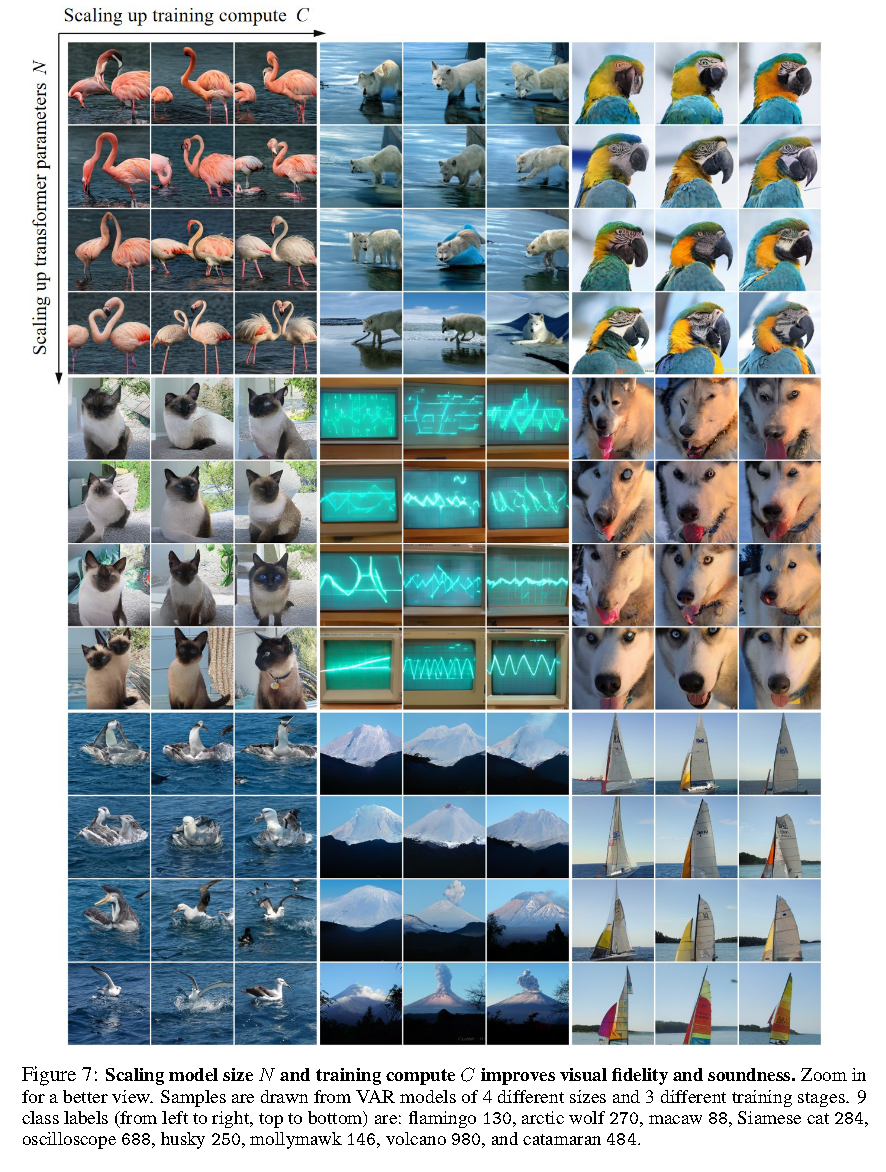 Scaling up training compute C
Scaling up transformer parameters N
Figure 7: Scaling model size N and training compute C improves visual fidelity and soundness. Zoom in
for a better view. Samples are drawn from VAR models of 4 different sizes and 3 different training stages. 9
class labels (from left to right, top to bottom) are: flamingo 130, arctic wolf 270, macaw 88, Siamese cat 284,
oscilloscope 688, husky 250, mollymawk 146, volcano 980, and catamaran 484.